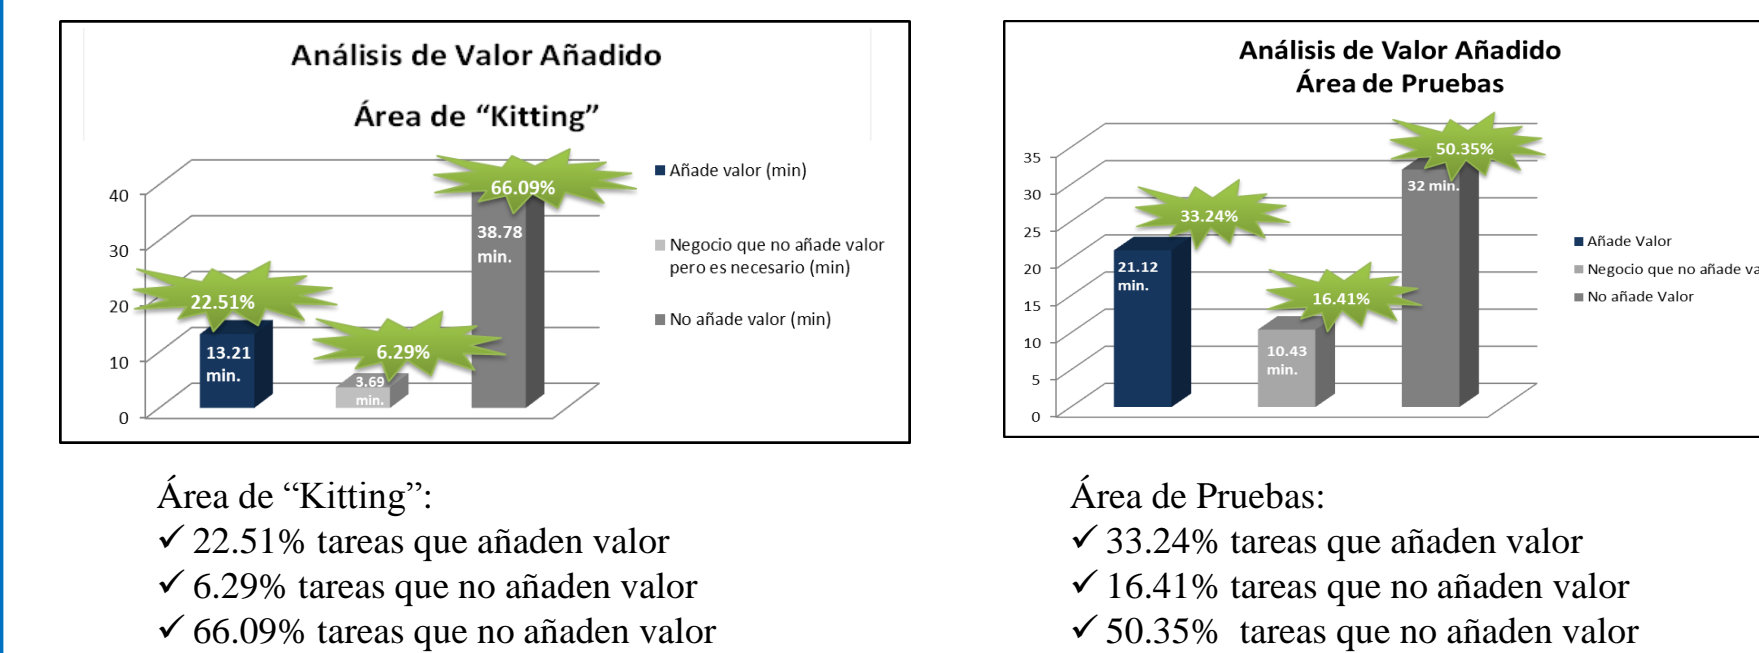 Análisis de Valor Añadido
Área de “Kitting”
40
30
20
10
0
22.51%
13.21
min.
6.29%
3.69
min.
66.09%
38.78
min.
Añade valor (min)
Negocio que no añade valor
pero es necesario (min)
No añade valor (min)
Análisis de Valor Añadido
Área de Pruebas
35
30
25
20
15
10
5
0
33.24%
21.12
min.
16.41%
10.43
min.
50.35%
32 min.
Añade Valor
Negocio que no añade va
No añade Valor
Área de “Kitting”:
✓ 22.51% tareas que añaden valor
✓ 6.29% tareas que no añaden valor
✓ 66.09% tareas que no añaden valor
Área de Pruebas:
✓ 33.24% tareas que añaden valor
✓ 16.41% tareas que no añaden valor
✓ 50.35% tareas que no añaden valor